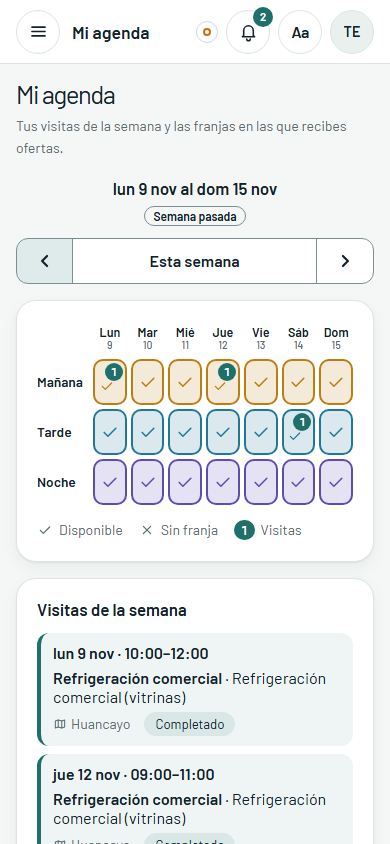 Mi agenda
2
Aa
TE
Mi agenda
Tus visitas de la semana y las franjas en las que recibes
ofertas.
lun 9 nov al dom 15 nov
Semana pasada
Esta semana
Lun Mar Mié Jue Vie Sáb Dom
9 10 11 12 13 14 15
Mañana 1 1
Tarde 1
Noche
Disponible Sin franja 1 Visitas
Visitas de la semana
lun 9 nov · 10:00–12:00
Refrigeración comercial · Refrigeración
comercial (vitrinas)
Huancayo Completado
jue 12 nov · 09:00–11:00
Refrigeración comercial · Refrigeración
comercial (vitrinas)
Huancayo Completado